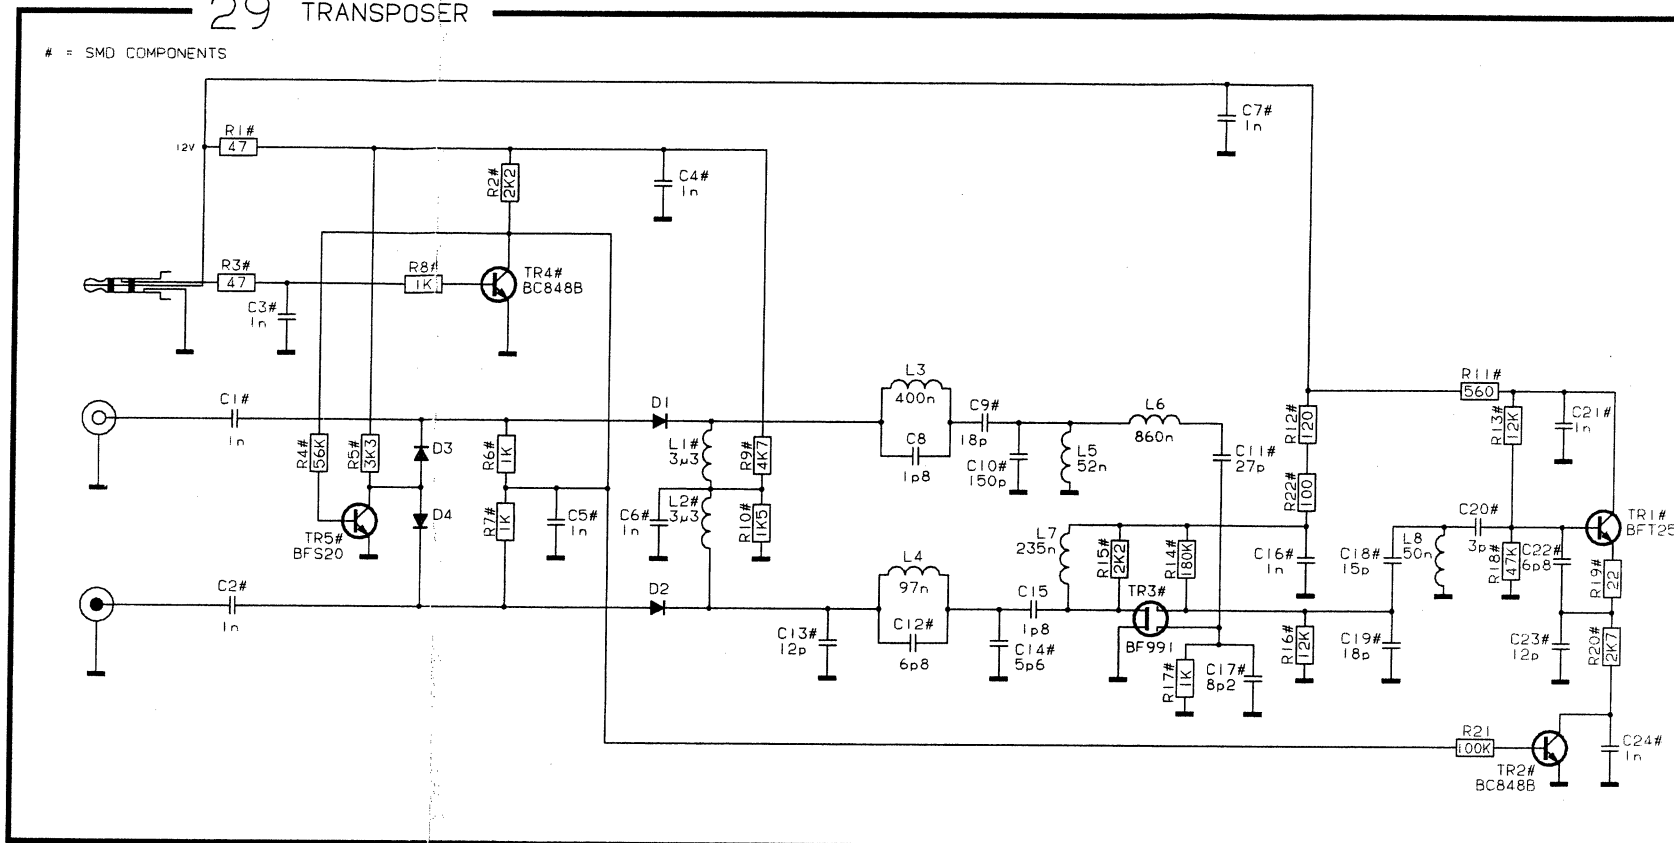 29 TRANSPOSER
# = SMD COMPONENTS
C7#
1n
R1#
47
12V
R2#
2K2
C4#
1n
R3#
47
R8#
1K
TR4#
BC848B
C3#
1n
L3
400n
C8
1p8
C9#
18p
C10#
150p
L5
52n
L6
860n
C11#
27p
R12#
120
R22#
100
R11#
560
R13#
12K
C21#
1n
C1#
1n
R4#
56K
R5#
3K3
D3
D4
R6#
1K
R7#
1K
D1
L1#
3µ3
L2#
3µ3
R9#
4K7
R10#
1K5
C5#
1n
C6#
1n
TR5#
BFS20
L7
235n
R15#
2K2
R14#
180K
C16#
1n
C18#
15p
L8
50n
C20#
3p
R18#
47K
C22#
6p8
TR1#
BFT25
R19#
22
C2#
1n
D2
L4
97n
C12#
6p8
C13#
12p
C14#
5p6
C15
1p8
TR3#
BF991
R17#
1K
C17#
8p2
R16#
12K
C19#
18p
C23#
12p
R20#
2K7
R21
100K
TR2#
BC848B
C24#
1n